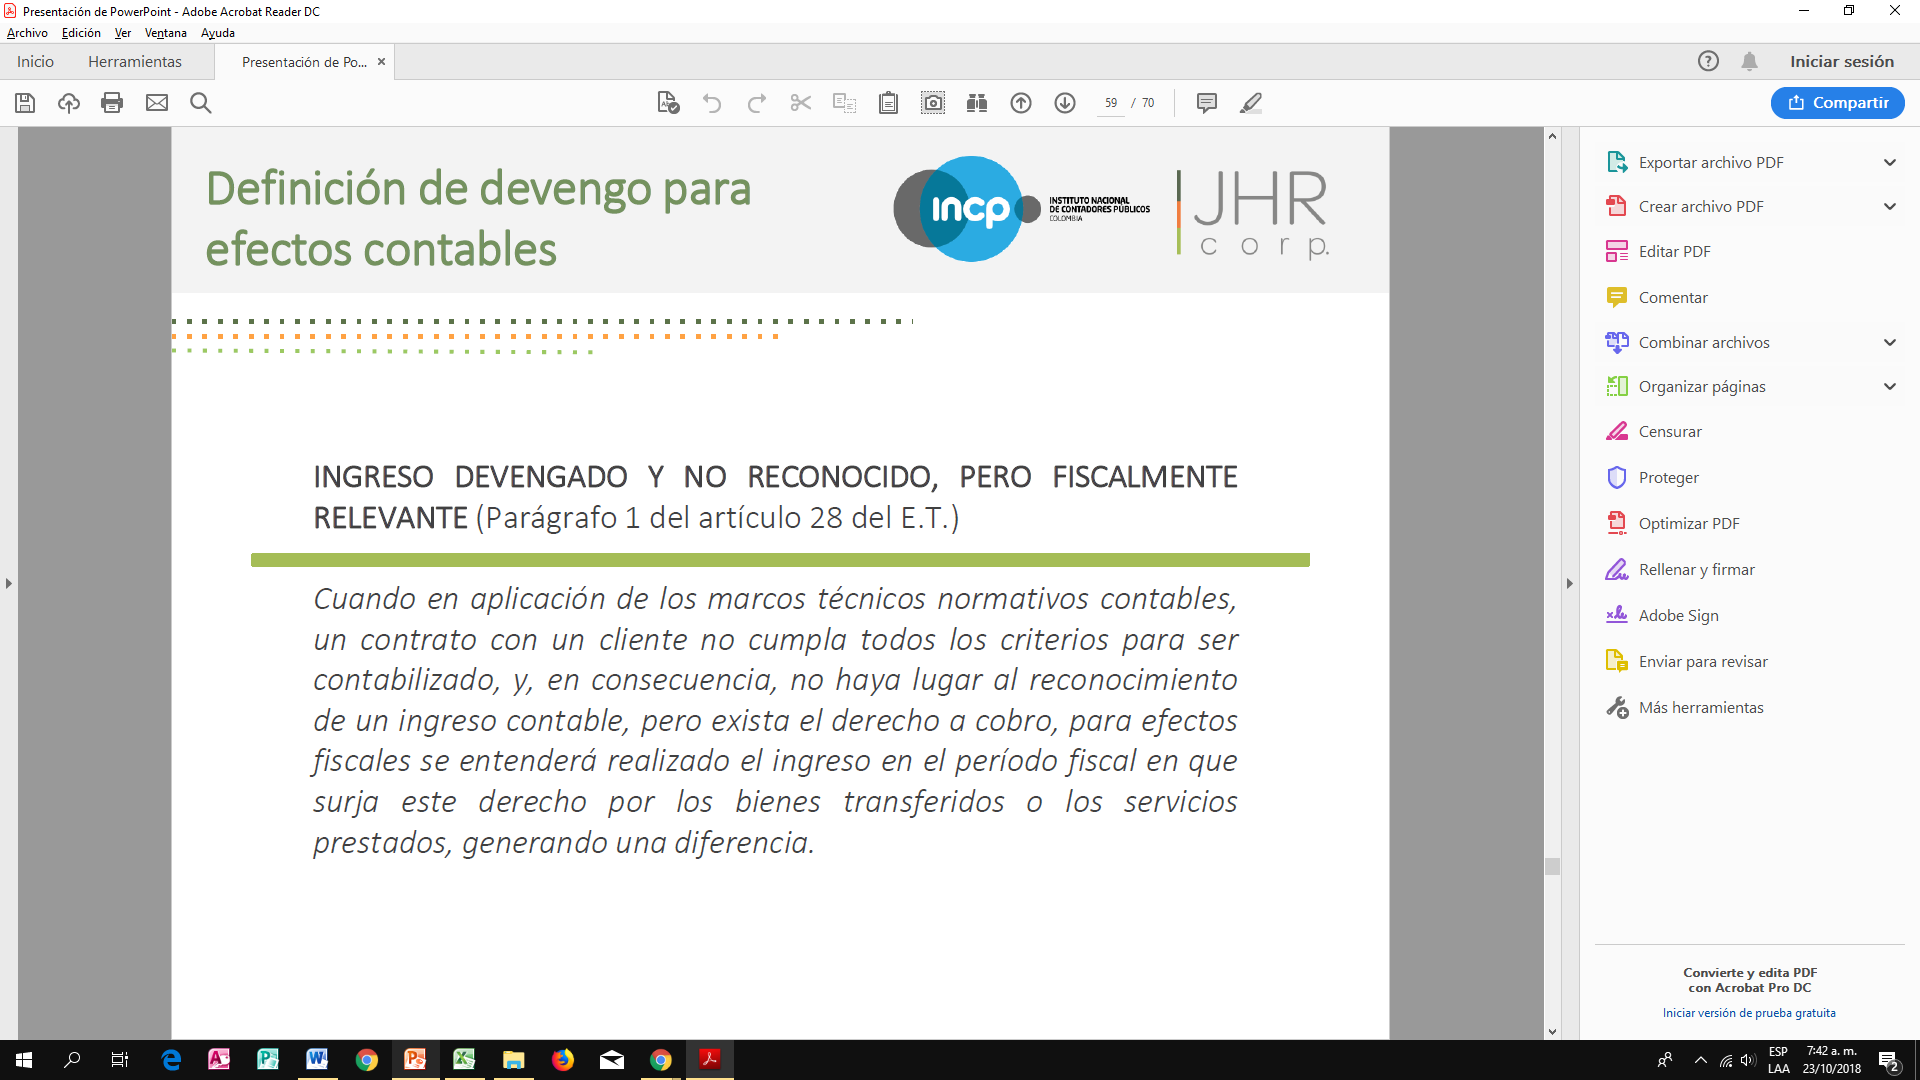 Presentación de PowerPoint - Adobe Acrobat Reader DC
Archivo Edición Ver Ventana Ayuda
Inicio Herramientas Presentación de Po... × Iniciar sesión
59 / 70 Compartir
Definición de devengo para
efectos contables
incp INSTITUTO NACIONAL
DE CONTADORES PÚBLICOS
COLOMBIA
JHR
corp.
INGRESO DEVENGADO Y NO RECONOCIDO, PERO FISCALMENTE
RELEVANTE (Parágrafo 1 del artículo 28 del E.T.)
Cuando en aplicación de los marcos técnicos normativos contables,
un contrato con un cliente no cumpla todos los criterios para ser
contabilizado, y, en consecuencia, no haya lugar al reconocimiento
de un ingreso contable, pero exista el derecho a cobro, para efectos
fiscales se entenderá realizado el ingreso en el período fiscal en que
surja este derecho por los bienes transferidos o los servicios
prestados, generando una diferencia.
Exportar archivo PDF
Crear archivo PDF
Editar PDF
Comentar
Combinar archivos
Organizar páginas
Censurar
Proteger
Optimizar PDF
Rellenar y firmar
Adobe Sign
Enviar para revisar
Más herramientas
Convierte y edita PDF
con Acrobat Pro DC
Iniciar versión de prueba gratuita
ESP
LAA
7:42 a. m.
23/10/2018
2